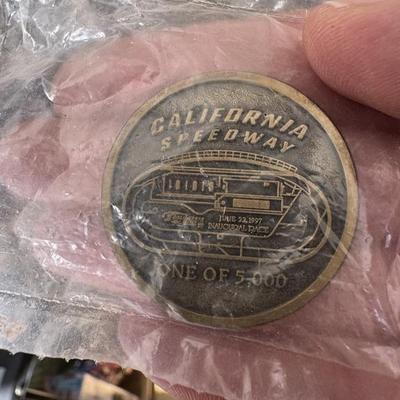 CALIFORNIA
SPEEDWAY
JUNE 22, 1997
INAUGURAL RACE
ONE OF 5,000